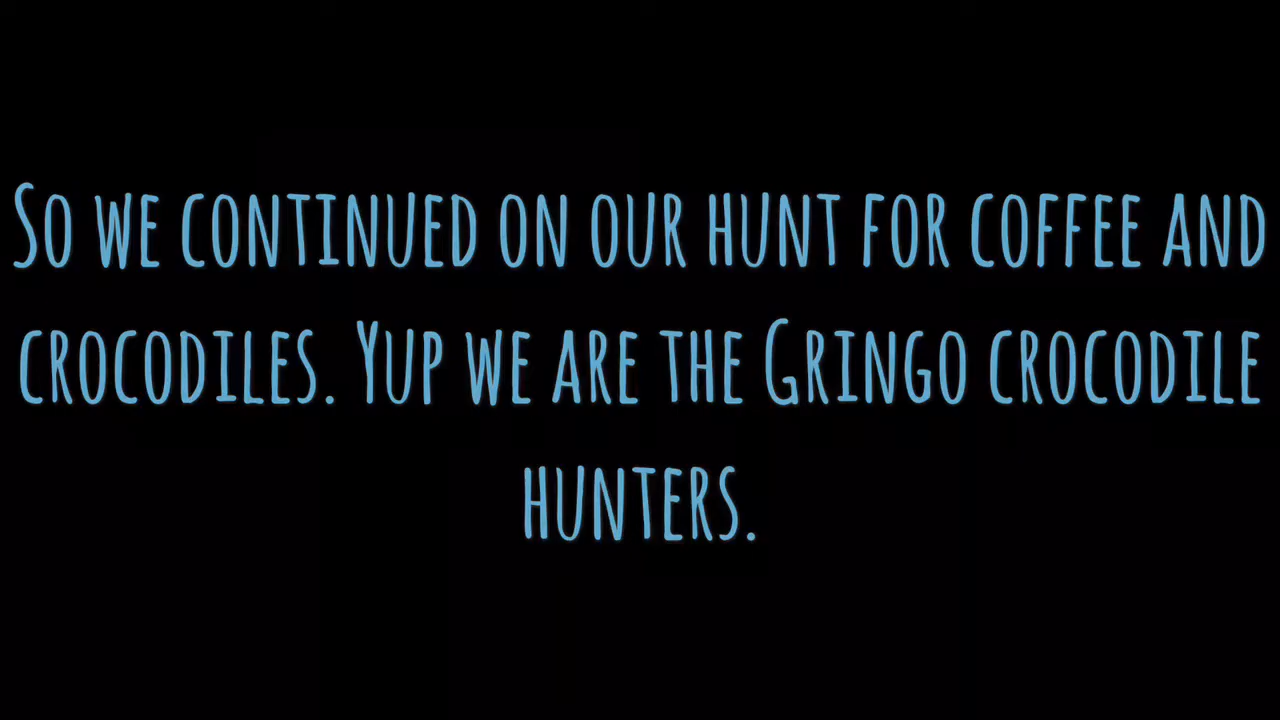 So we continued on our hunt for coffee and
crocodiles. Yup we are the Gringo crocodile
hunters.